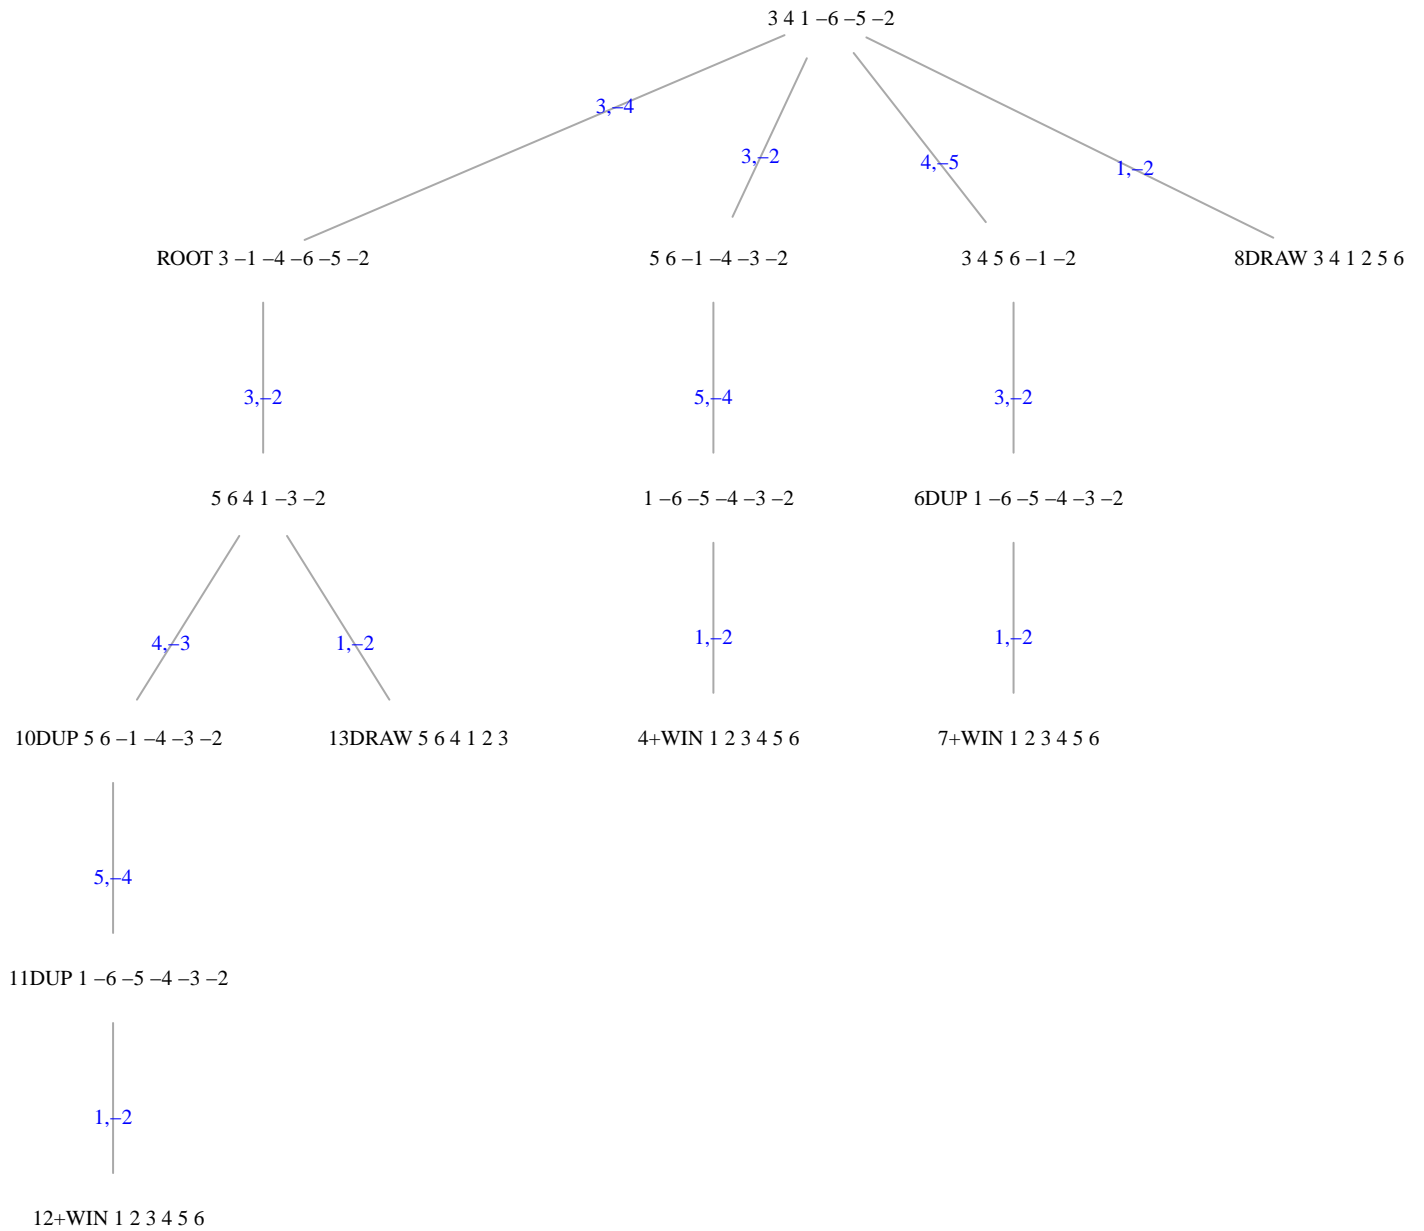 3 4 1 −6 −5 −2
3,−4
3,−2
4,−5
1,−2
ROOT 3 −1 −4 −6 −5 −2
5 6 −1 −4 −3 −2
3 4 5 6 −1 −2
8DRAW 3 4 1 2 5 6
3,−2
5,−4
3,−2
5 6 4 1 −3 −2
1 −6 −5 −4 −3 −2
6DUP 1 −6 −5 −4 −3 −2
4,−3
1,−2
1,−2
1,−2
10DUP 5 6 −1 −4 −3 −2
13DRAW 5 6 4 1 2 3
4+WIN 1 2 3 4 5 6
7+WIN 1 2 3 4 5 6
5,−4
11DUP 1 −6 −5 −4 −3 −2
1,−2
12+WIN 1 2 3 4 5 6